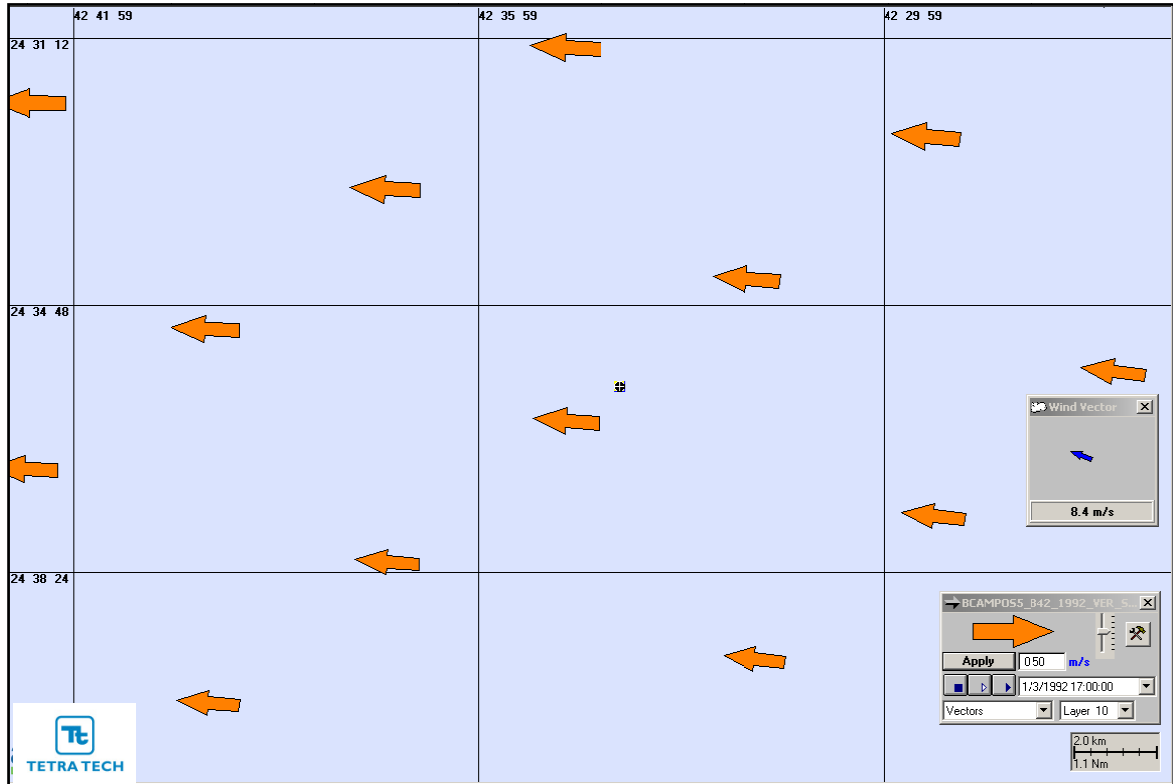 42 41 59
42 35 59
42 29 59
24 31 12
24 34 48
Wind Vector
8.4 m/s
24 38 24
BCAMPOS5_B42_1992_VER_S...
Apply
0.50
m/s
1/3/1992 17:00:00
Vectors
Layer 10
Tt
TETRA TECH
2.0 km
1.1 Nm